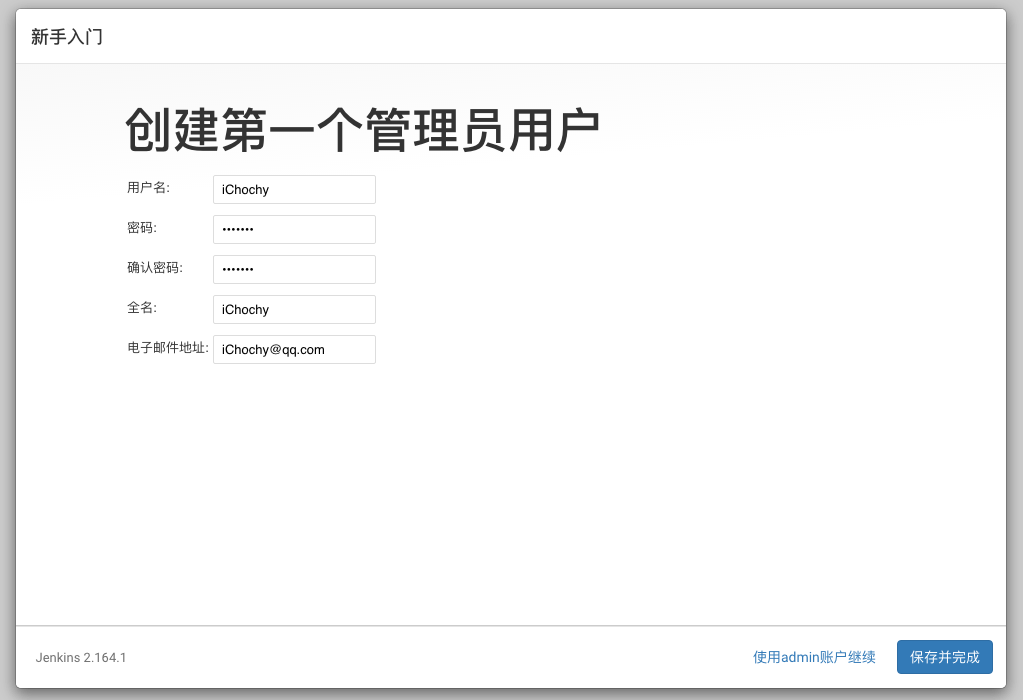 新手入门
创建第一个管理员用户
用户名: iChochy
密码: •••••••
确认密码: •••••••
全名: iChochy
电子邮件地址: iChochy@qq.com
Jenkins 2.164.1 使用admin账户继续 保存并完成